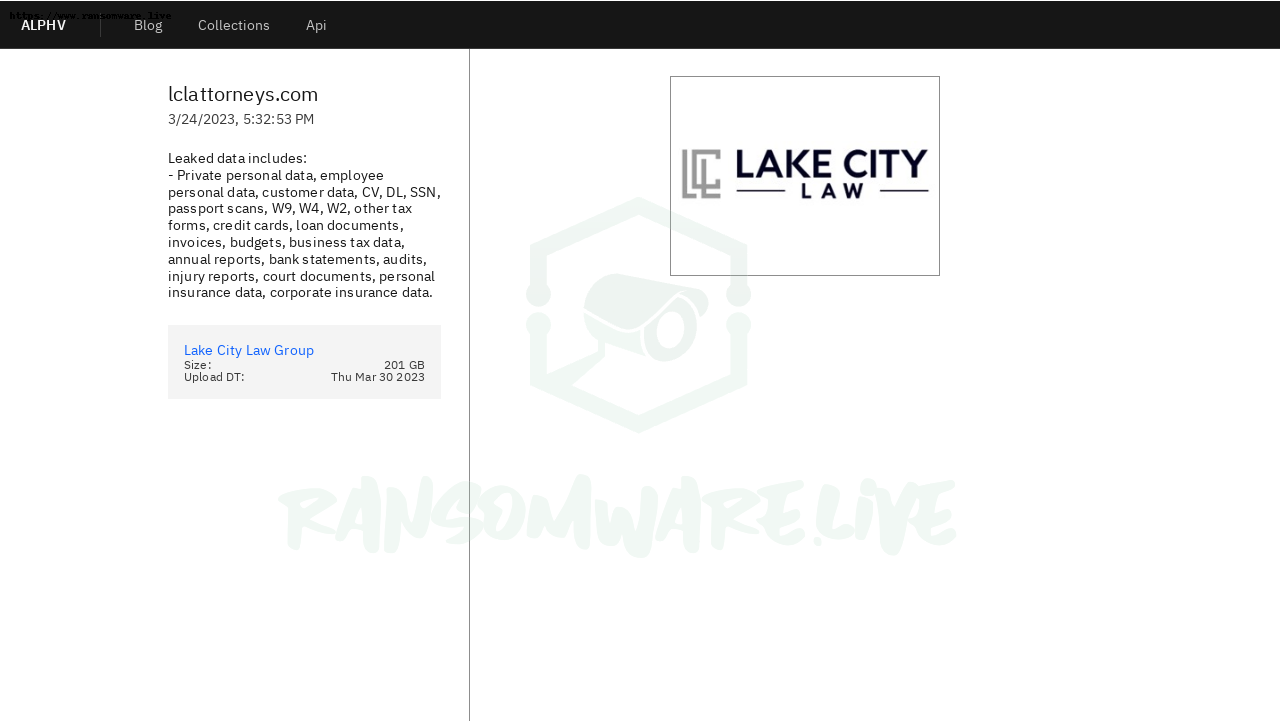 https://www.ransomware.live
ALPHV
Blog
Collections
Api
lclattorneys.com
3/24/2023, 5:32:53 PM
Leaked data includes:
- Private personal data, employee
personal data, customer data, CV, DL, SSN,
passport scans, W9, W4, W2, other tax
forms, credit cards, loan documents,
invoices, budgets, business tax data,
annual reports, bank statements, audits,
injury reports, court documents, personal
insurance data, corporate insurance data.
Lake City Law Group
Size: 201 GB
Upload DT: Thu Mar 30 2023
LCL LAKE CITY
LAW
RANSOMWARE.LIVE